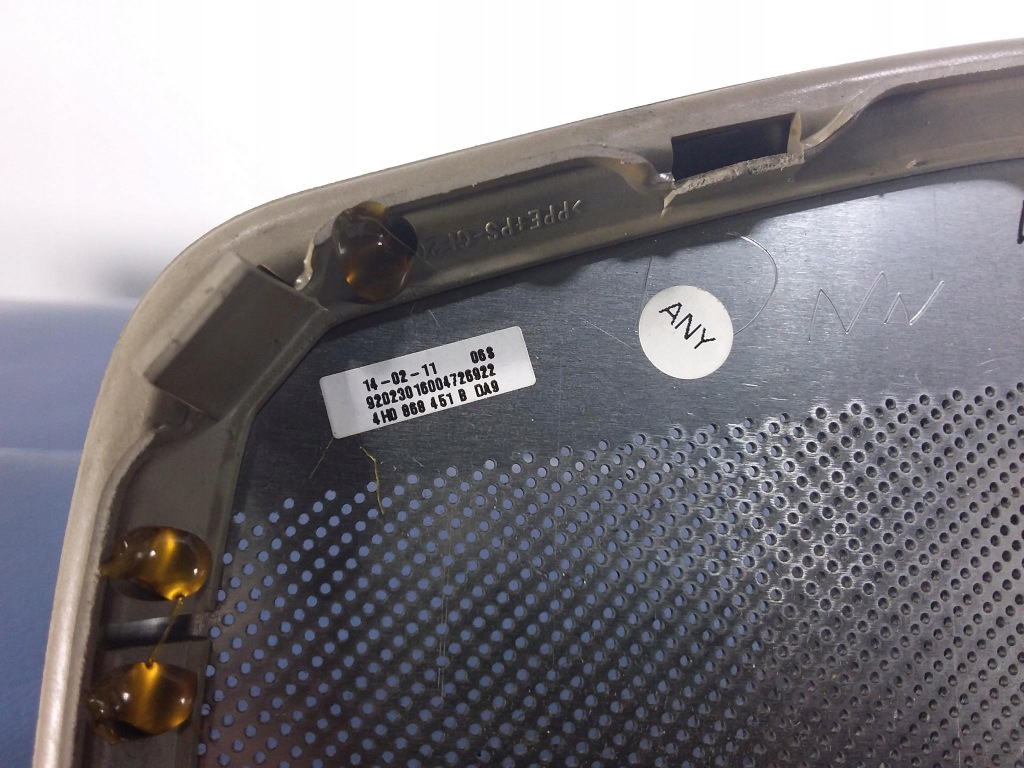 14-02-11 06S
92023016004726922
4H0 868 451 B DA9
ANY
>PPE+PS-GF20